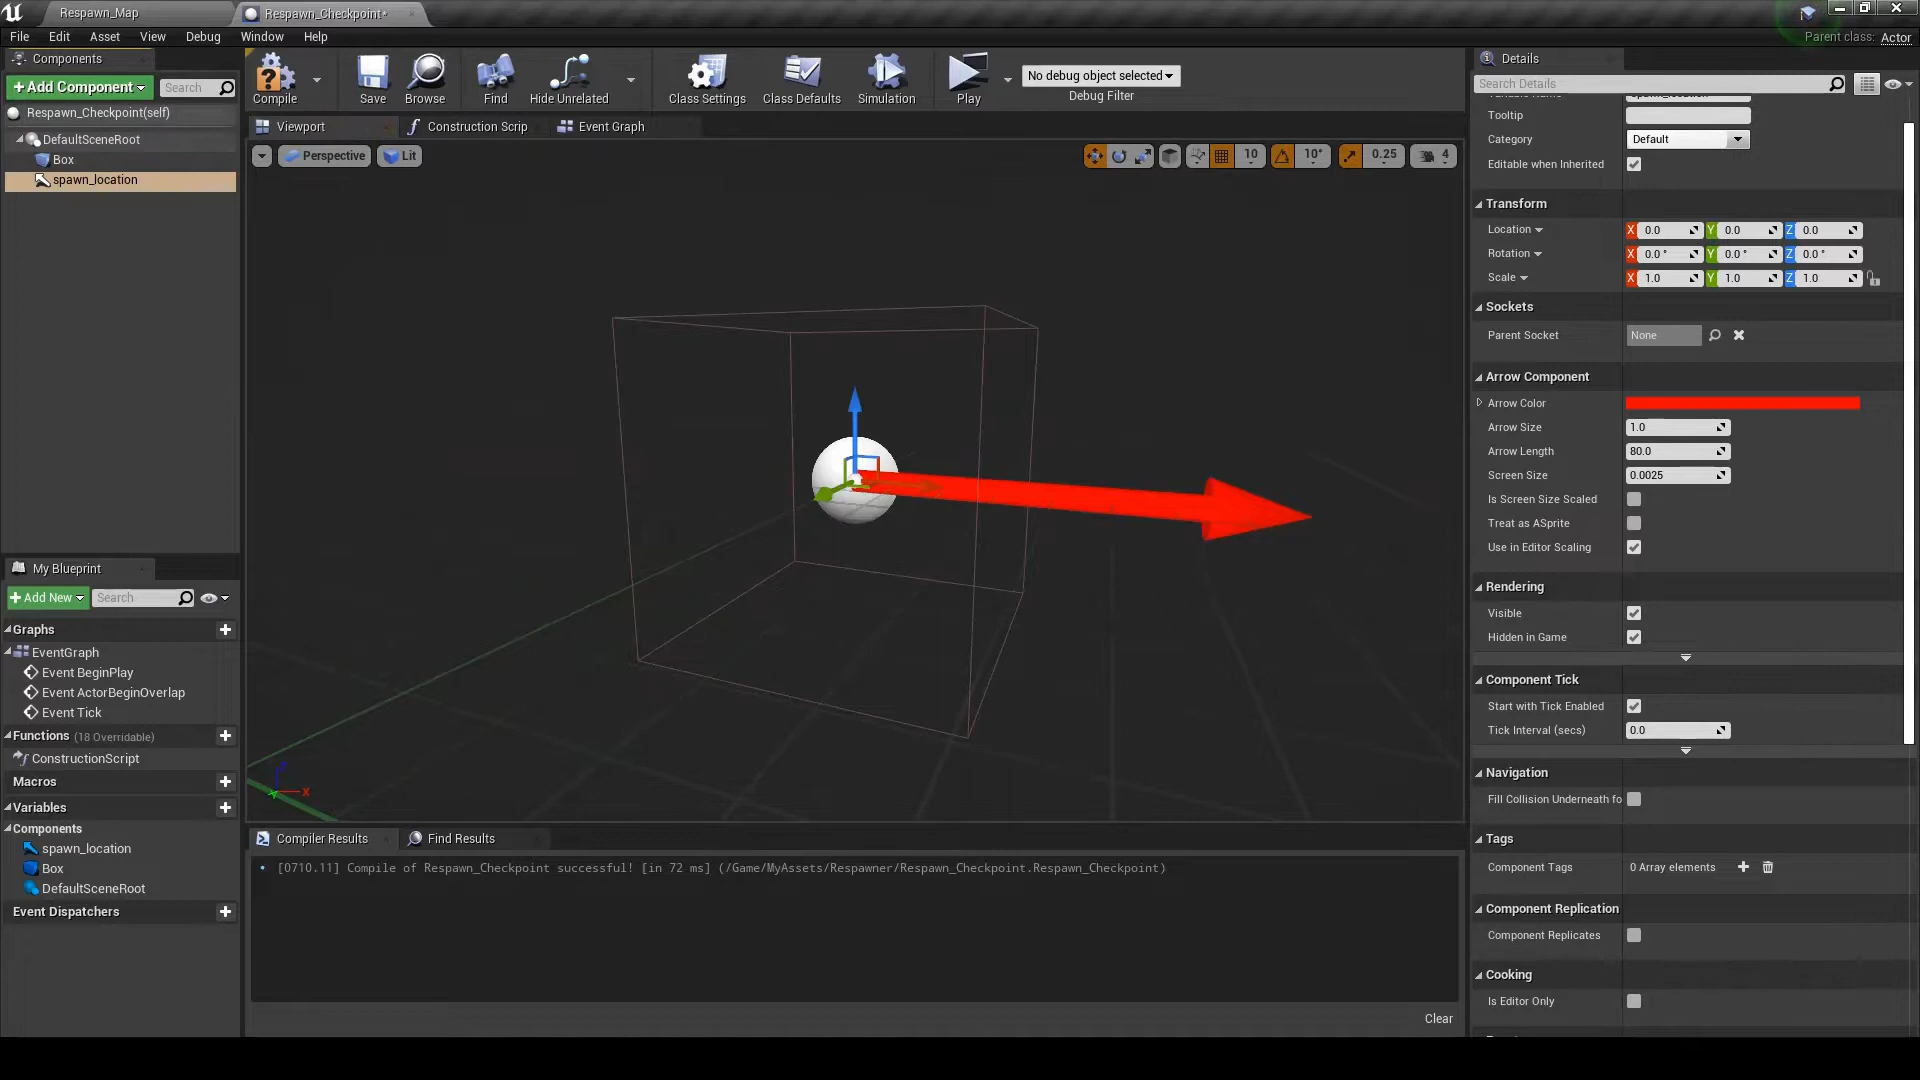 Respawn_Map
Respawn_Checkpoint*
File Edit Asset View Debug Window Help
Parent class: Actor
Components
+ Add Component
Search
Respawn_Checkpoint(self)
DefaultSceneRoot
Box
spawn_location
Compile
Save
Browse
Find
Hide Unrelated
Class Settings
Class Defaults
Simulation
Play
No debug object selected
Debug Filter
Viewport
Construction Scrip
Event Graph
Perspective
Lit
10
10°
0.25
4
Z
X
My Blueprint
+ Add New
Search
Graphs
EventGraph
Event BeginPlay
Event ActorBeginOverlap
Event Tick
Functions (18 Overridable)
ConstructionScript
Macros
Variables
Components
spawn_location
Box
DefaultSceneRoot
Event Dispatchers
Compiler Results
Find Results
[0710.11] Compile of Respawn_Checkpoint successful! [in 72 ms] (/Game/MyAssets/Respawner/Respawn_Checkpoint.Respawn_Checkpoint)
Clear
Details
Search Details
Tooltip
Category Default
Editable when Inherited
Transform
Location X 0.0 Y 0.0 Z 0.0
Rotation X 0.0 ° Y 0.0 ° Z 0.0 °
Scale X 1.0 Y 1.0 Z 1.0
Sockets
Parent Socket None
Arrow Component
Arrow Color
Arrow Size 1.0
Arrow Length 80.0
Screen Size 0.0025
Is Screen Size Scaled
Treat as ASprite
Use in Editor Scaling
Rendering
Visible
Hidden in Game
Component Tick
Start with Tick Enabled
Tick Interval (secs) 0.0
Navigation
Fill Collision Underneath fo
Tags
Component Tags 0 Array elements
Component Replication
Component Replicates
Cooking
Is Editor Only